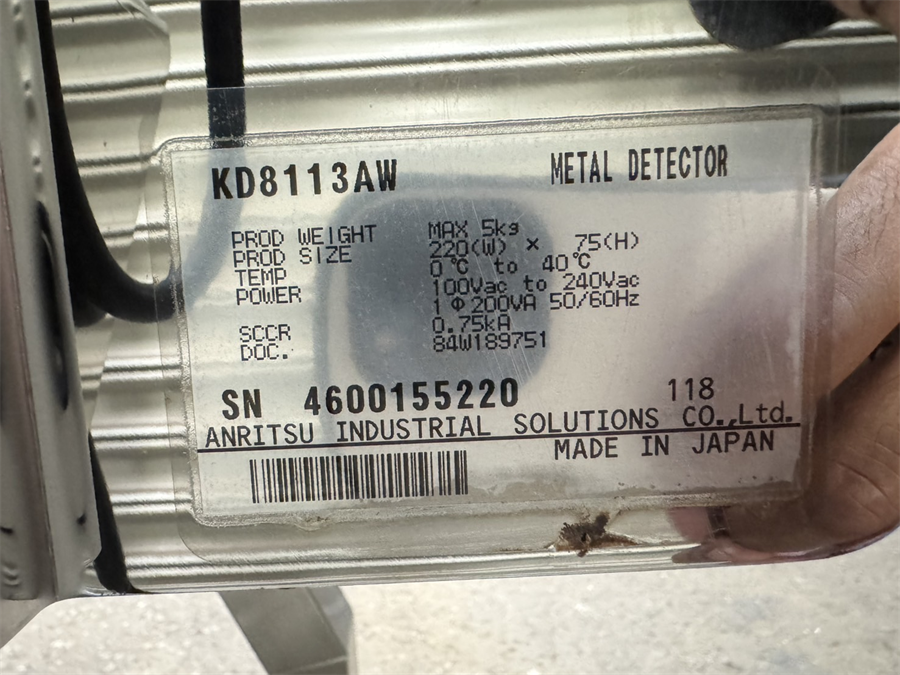 KD8113AW METAL DETECTOR
PROD WEIGHT MAX 5kg
PROD SIZE 220(W) × 75(H)
TEMP 0℃ to 40℃
POWER 100Vac to 240Vac
1Φ200VA 50/60Hz
SCCR 0.75kA
DOC. 84W189751
SN 4600155220 118
ANRITSU INDUSTRIAL SOLUTIONS CO.,Ltd.
MADE IN JAPAN